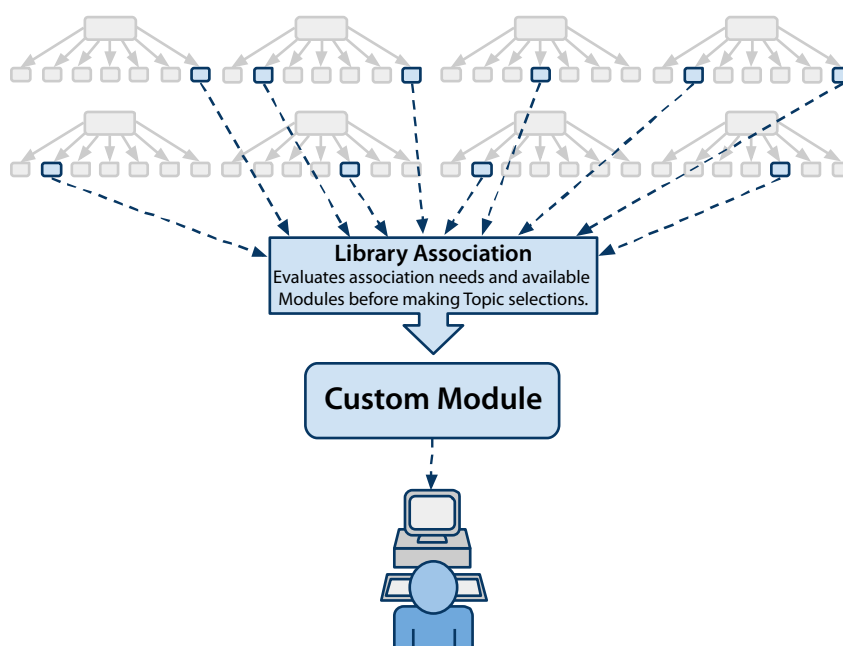 Library Association
Evaluates association needs and available
Modules before making Topic selections.
Custom Module